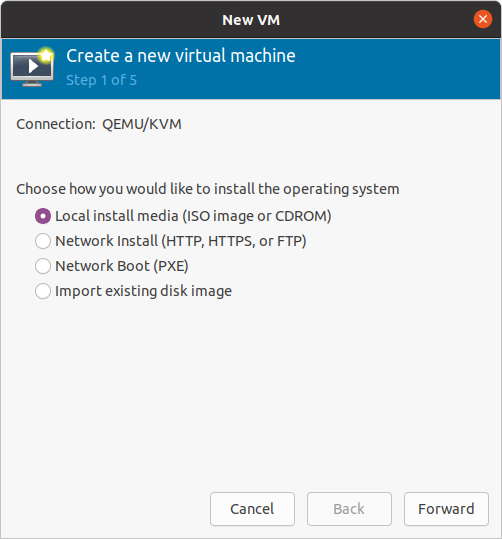 New VM
Create a new virtual machine
Step 1 of 5
Connection: QEMU/KVM
Choose how you would like to install the operating system
Local install media (ISO image or CDROM)
Network Install (HTTP, HTTPS, or FTP)
Network Boot (PXE)
Import existing disk image
Cancel Back Forward